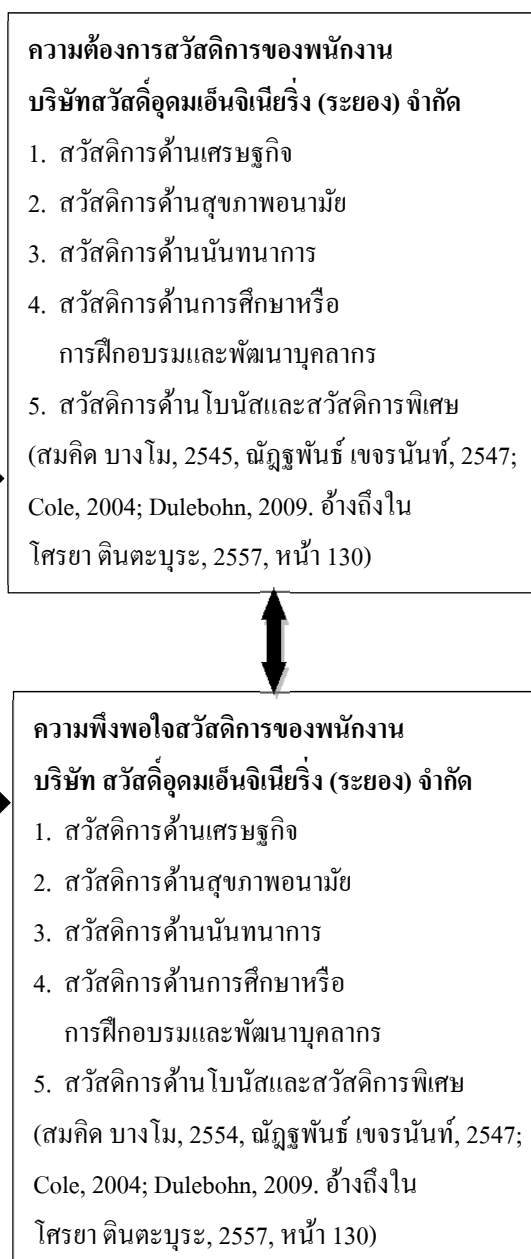 ความต้องการสวัสดิการของพนักงาน
บริษัทสวัสดิ์อุดมเอ็นจิเนียริ่ง (ระยอง) จำกัด
1. สวัสดิการด้านเศรษฐกิจ
2. สวัสดิการด้านสุขภาพอนามัย
3. สวัสดิการด้านนันทนาการ
4. สวัสดิการด้านการศึกษาหรือ
การฝึกอบรมและพัฒนาบุคลากร
5. สวัสดิการด้านโบนัสและสวัสดิการพิเศษ
(สมคิด บางโม, 2545, ณัฎฐพันธ์ เขจรนันท์, 2547;
Cole, 2004; Dulebohn, 2009. อ้างถึงใน
โศรยา ตินตะบุระ, 2557, หน้า 130)
ความพึงพอใจสวัสดิการของพนักงาน
บริษัท สวัสดิ์อุดมเอ็นจิเนียริ่ง (ระยอง) จำกัด
1. สวัสดิการด้านเศรษฐกิจ
2. สวัสดิการด้านสุขภาพอนามัย
3. สวัสดิการด้านนันทนาการ
4. สวัสดิการด้านการศึกษาหรือ
การฝึกอบรมและพัฒนาบุคลากร
5. สวัสดิการด้านโบนัสและสวัสดิการพิเศษ
(สมคิด บางโม, 2554, ณัฎฐพันธ์ เขจรนันท์, 2547;
Cole, 2004; Dulebohn, 2009. อ้างถึงใน
โศรยา ตินตะบุระ, 2557, หน้า 130)